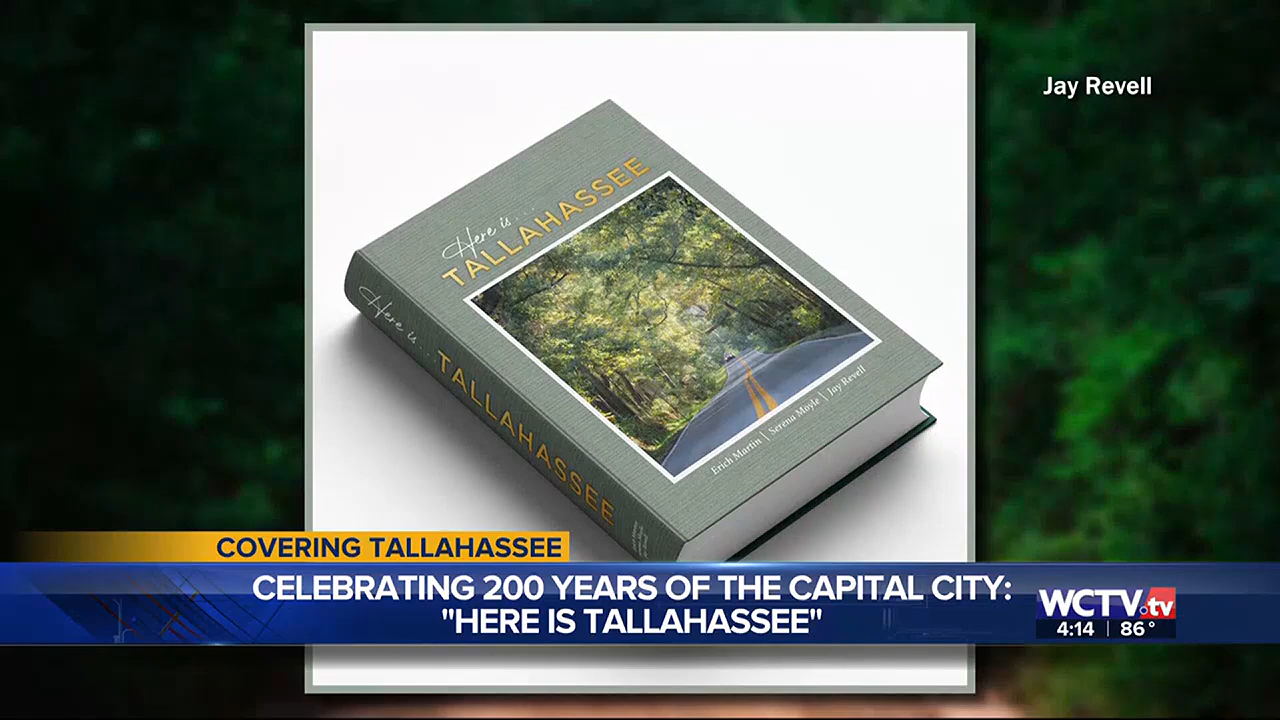 Jay Revell
Here is...
TALLAHASSEE
Erich Martin \ Serena Moyle \ Jay Revell
Here is...
TALLAHASSEE
COVERING TALLAHASSEE
CELEBRATING 200 YEARS OF THE CAPITAL CITY:
"HERE IS TALLAHASSEE"
WCTV.tv
4:14 | 86°